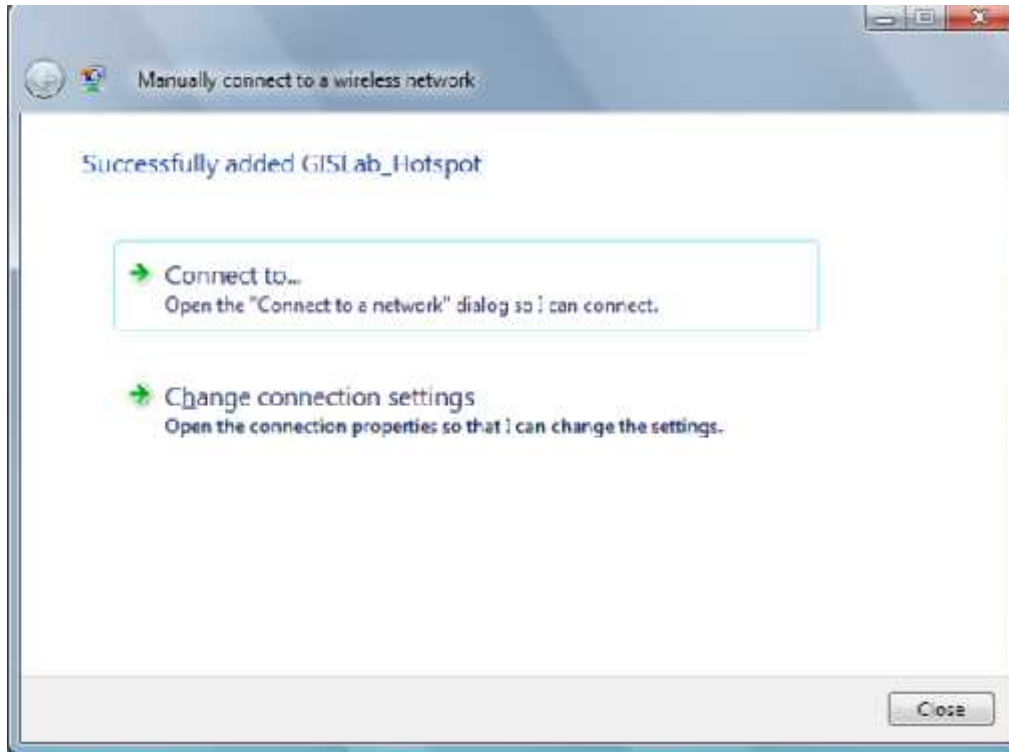 Manually connect to a wireless network
Successfully added GISLab_Hotspot
Connect to...
Open the "Connect to a network" dialog so I can connect.
Change connection settings
Open the connection properties so that I can change the settings.
Close